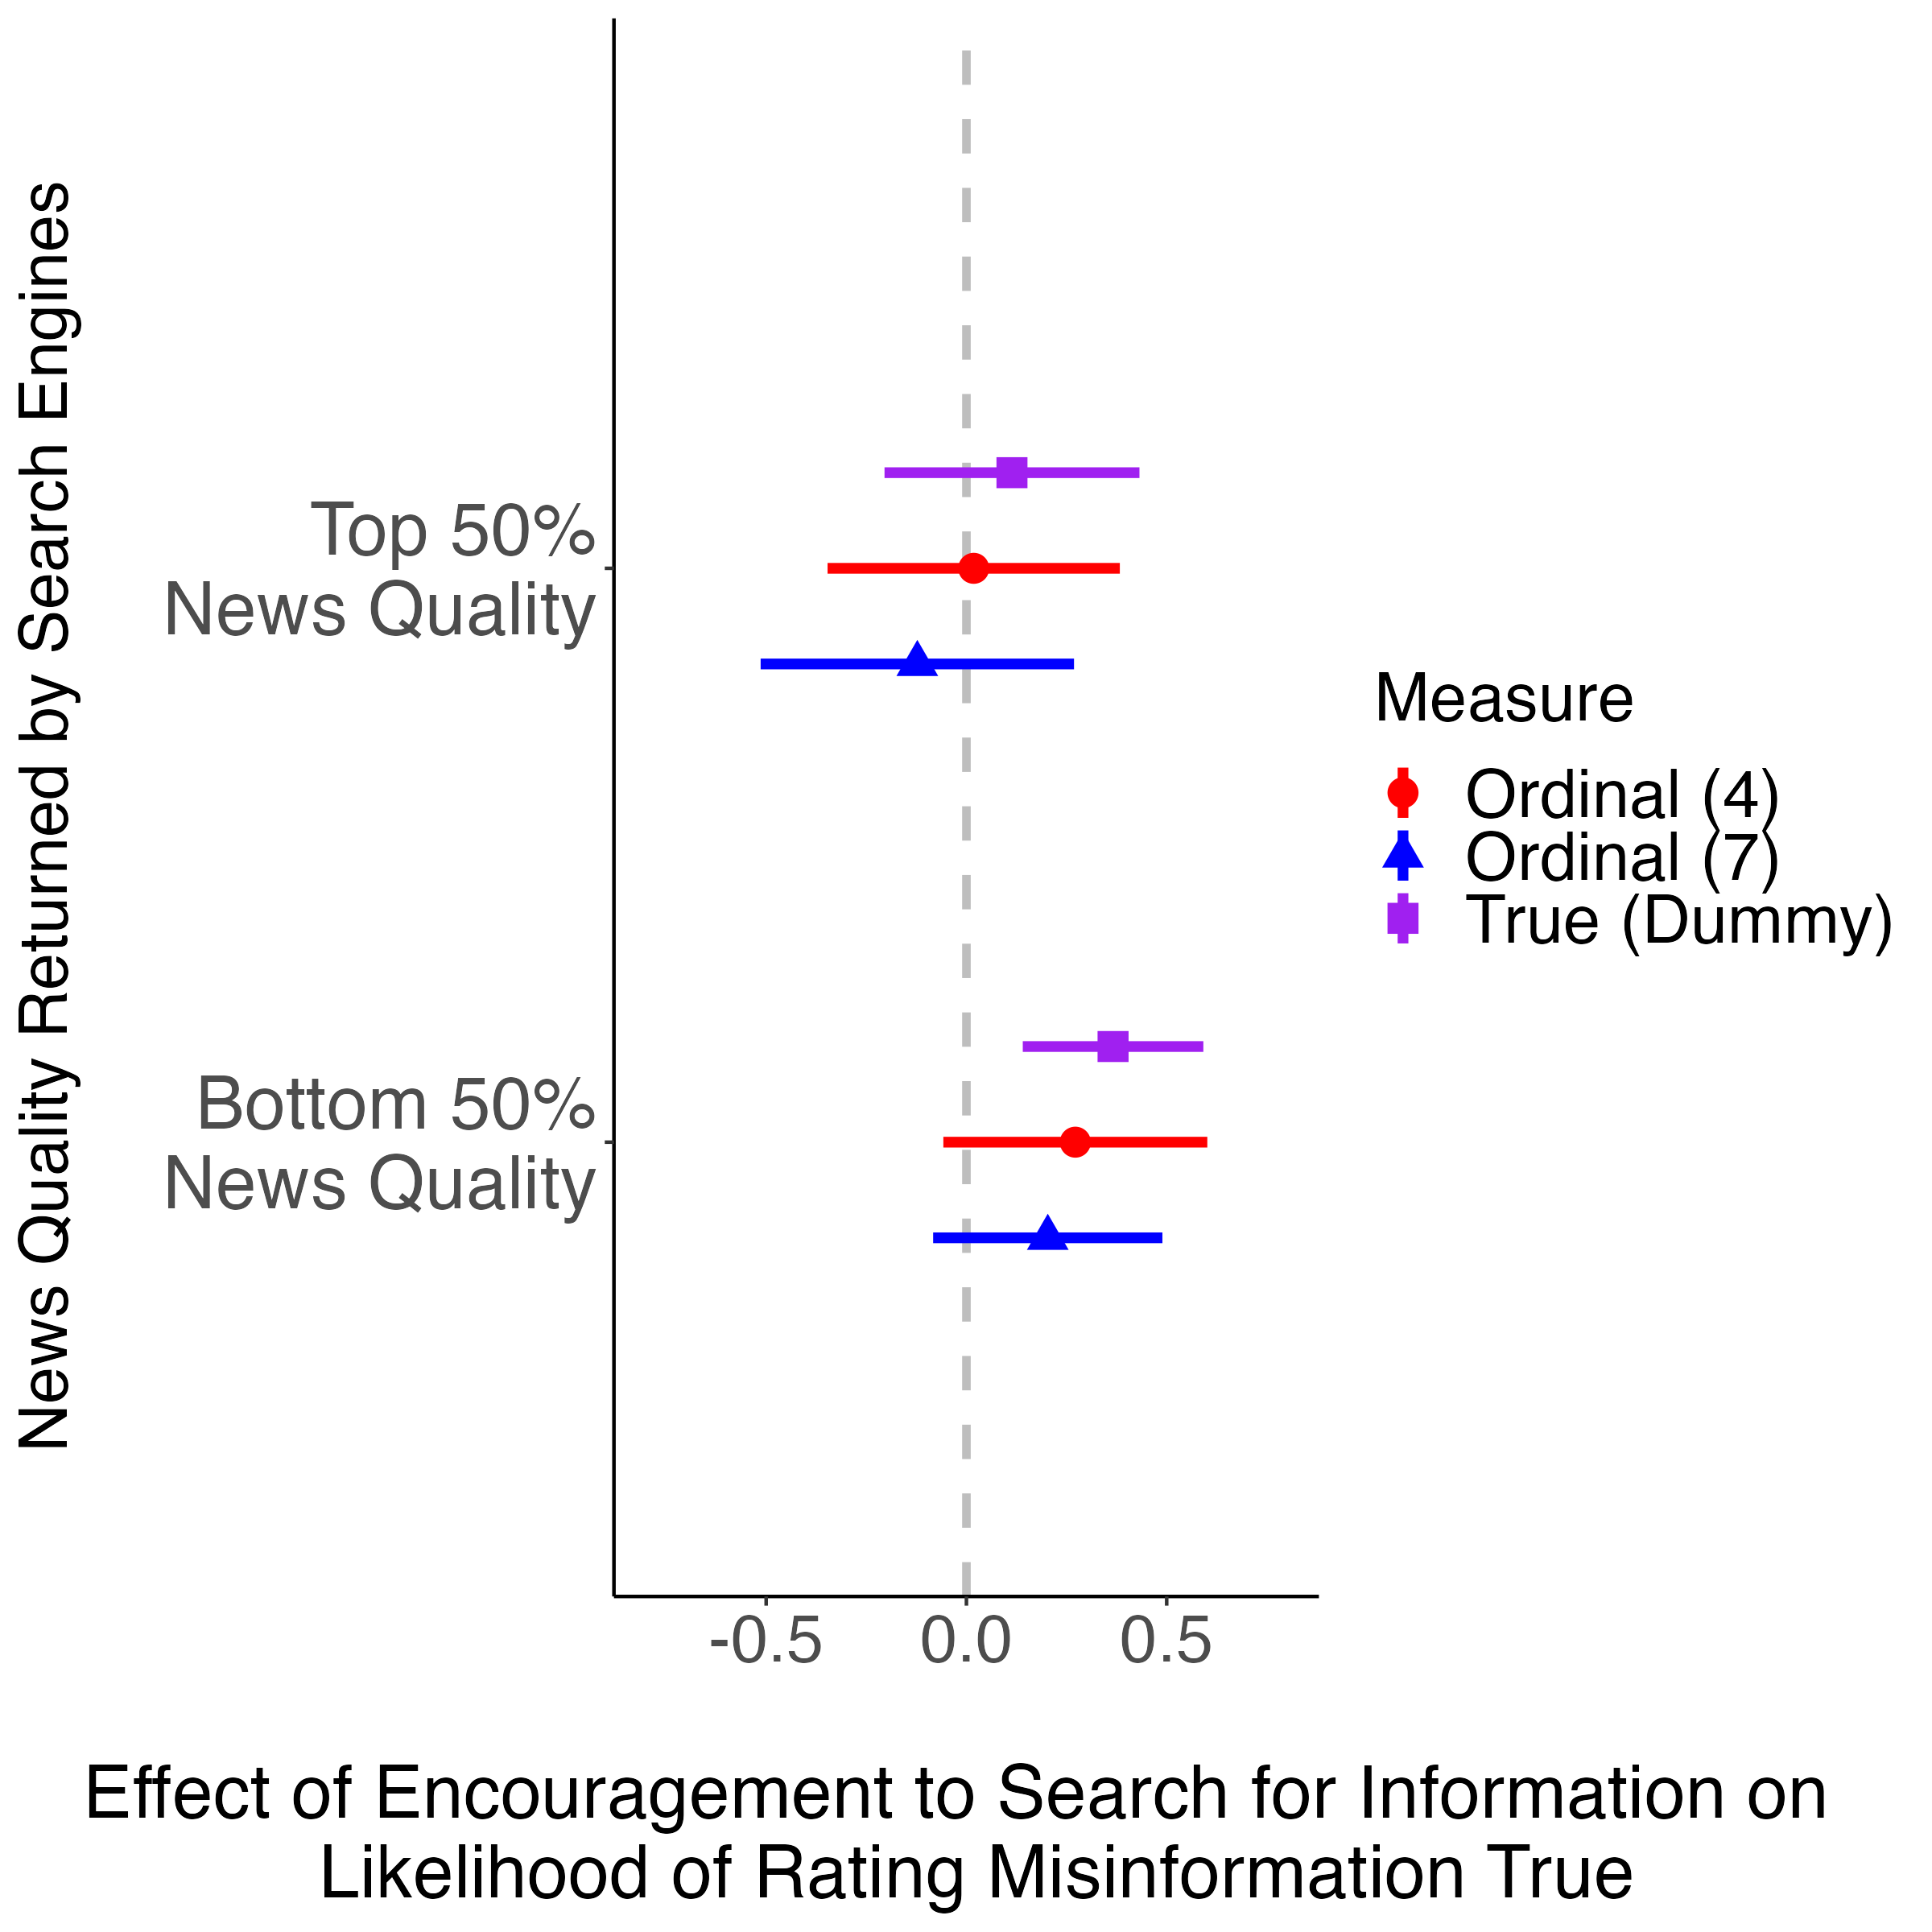 News Quality Returned by Search Engines
Top 50%
News Quality
Bottom 50%
News Quality
-0.5
0.0
0.5
Effect of Encouragement to Search for Information on
Likelihood of Rating Misinformation True
Measure
Ordinal (4)
Ordinal (7)
True (Dummy)